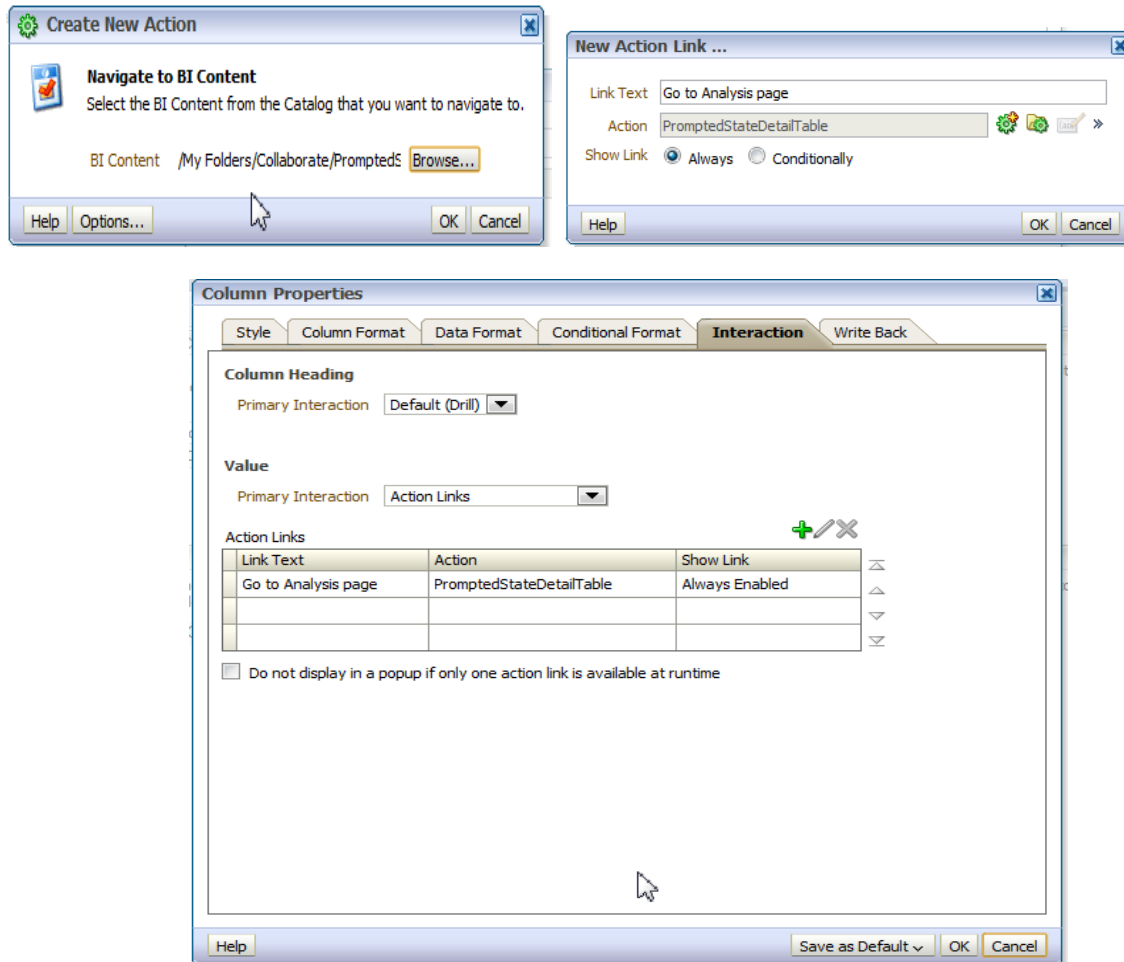 Create New Action
Navigate to BI Content
Select the BI Content from the Catalog that you want to navigate to.
BI Content /My Folders/Collaborate/PromptedS Browse...
Help Options... OK Cancel
New Action Link ...
Link Text Go to Analysis page
Action PromptedStateDetailTable »
Show Link Always Conditionally
Help OK Cancel
Column Properties
Style Column Format Data Format Conditional Format Interaction Write Back
Column Heading
Primary Interaction Default (Drill)
Value
Primary Interaction Action Links
Action Links
Link Text Action Show Link
Go to Analysis page PromptedStateDetailTable Always Enabled
Do not display in a popup if only one action link is available at runtime
Help Save as Default OK Cancel